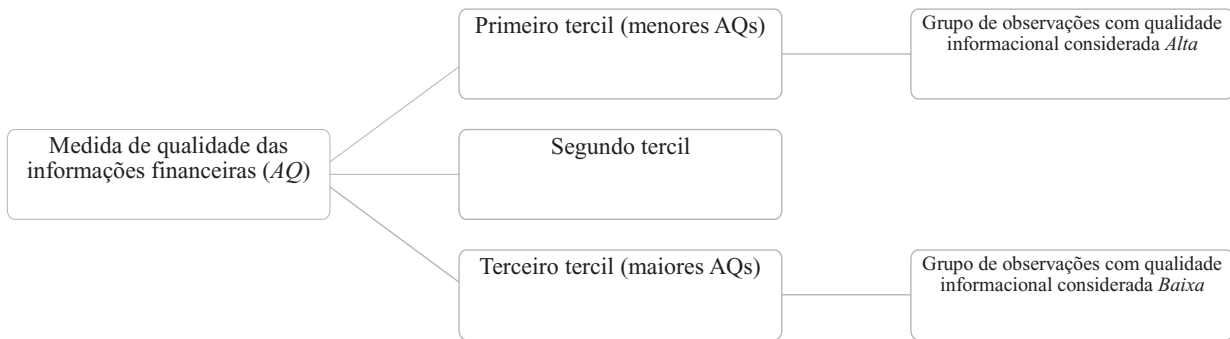 Primeiro tercil (menores AQs)
Grupo de observações com qualidade
informacional considerada Alta
Medida de qualidade das
informações financeiras (AQ)
Segundo tercil
Terceiro tercil (maiores AQs)
Grupo de observações com qualidade
informacional considerada Baixa